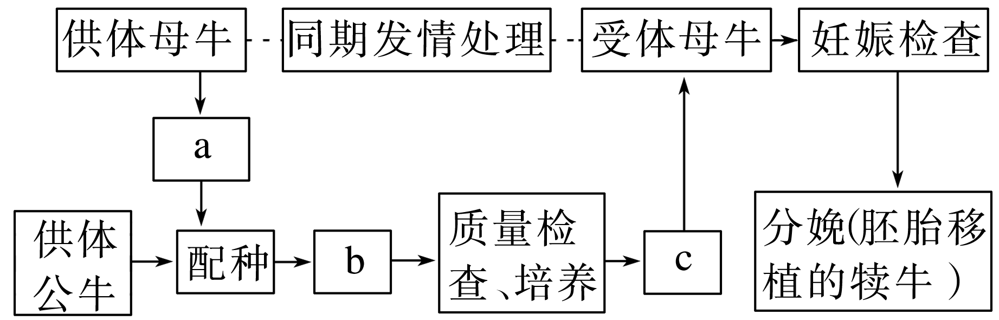 供体母牛
同期发情处理
受体母牛
妊娠检查
a
供体
公牛
配种
b
质量检
查、培养
c
分娩(胚胎移
植的犊牛)